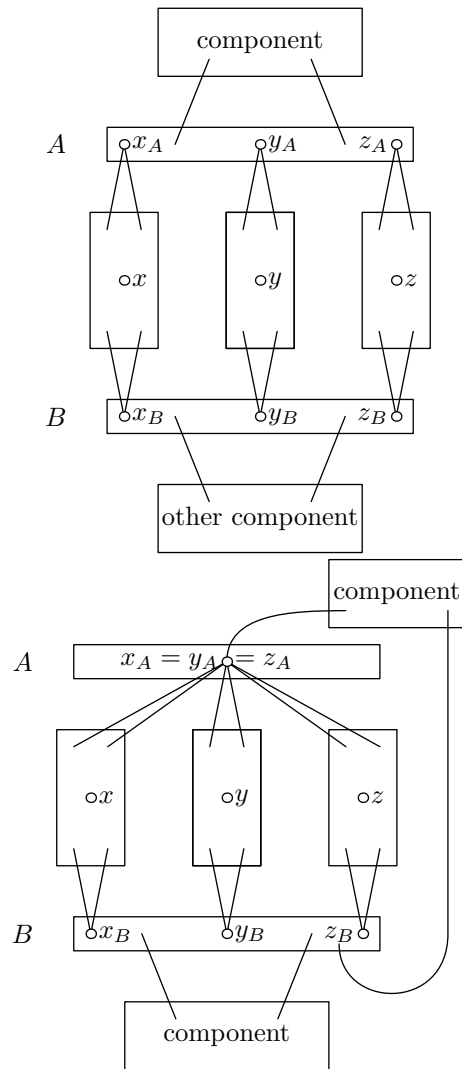 component
A x_A y_A z_A
x y z
B x_B y_B z_B
other component
component
A x_A = y_A = z_A
x y z
B x_B y_B z_B
component